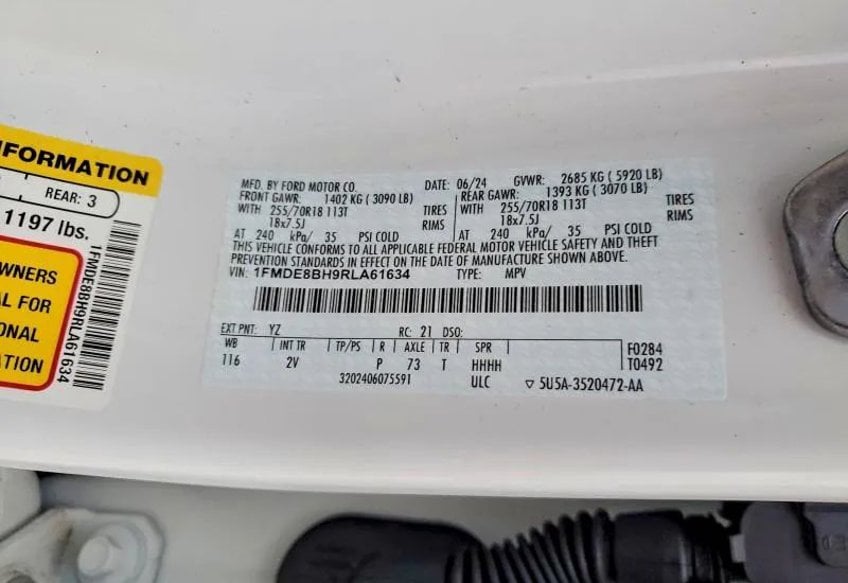 FORMATION
REAR: 3
1197 lbs.
WNERS
AL FOR
ONAL
ATION
1FMDE8BH9RLA61634
MFD. BY FORD MOTOR CO. DATE: 06/24 GVWR: 2685 KG ( 5920 LB)
FRONT GAWR: 1402 KG ( 3090 LB) REAR GAWR: 1393 KG ( 3070 LB)
WITH 255/70R18 113T TIRES WITH 255/70R18 113T TIRES
18x7.5J RIMS 18x7.5J RIMS
AT 240 kPa/ 35 PSI COLD AT 240 kPa/ 35 PSI COLD
THIS VEHICLE CONFORMS TO ALL APPLICABLE FEDERAL MOTOR VEHICLE SAFETY AND THEFT
PREVENTION STANDARDS IN EFFECT ON THE DATE OF MANUFACTURE SHOWN ABOVE.
VIN: 1FMDE8BH9RLA61634 TYPE: MPV
EXT PNT: YZ RC: 21 DSO:
WB INT TR TP/PS R AXLE TR SPR F0284
116 2V P 73 T HHHH T0492
3202406075591 ULC ▽ 5U5A-3520472-AA